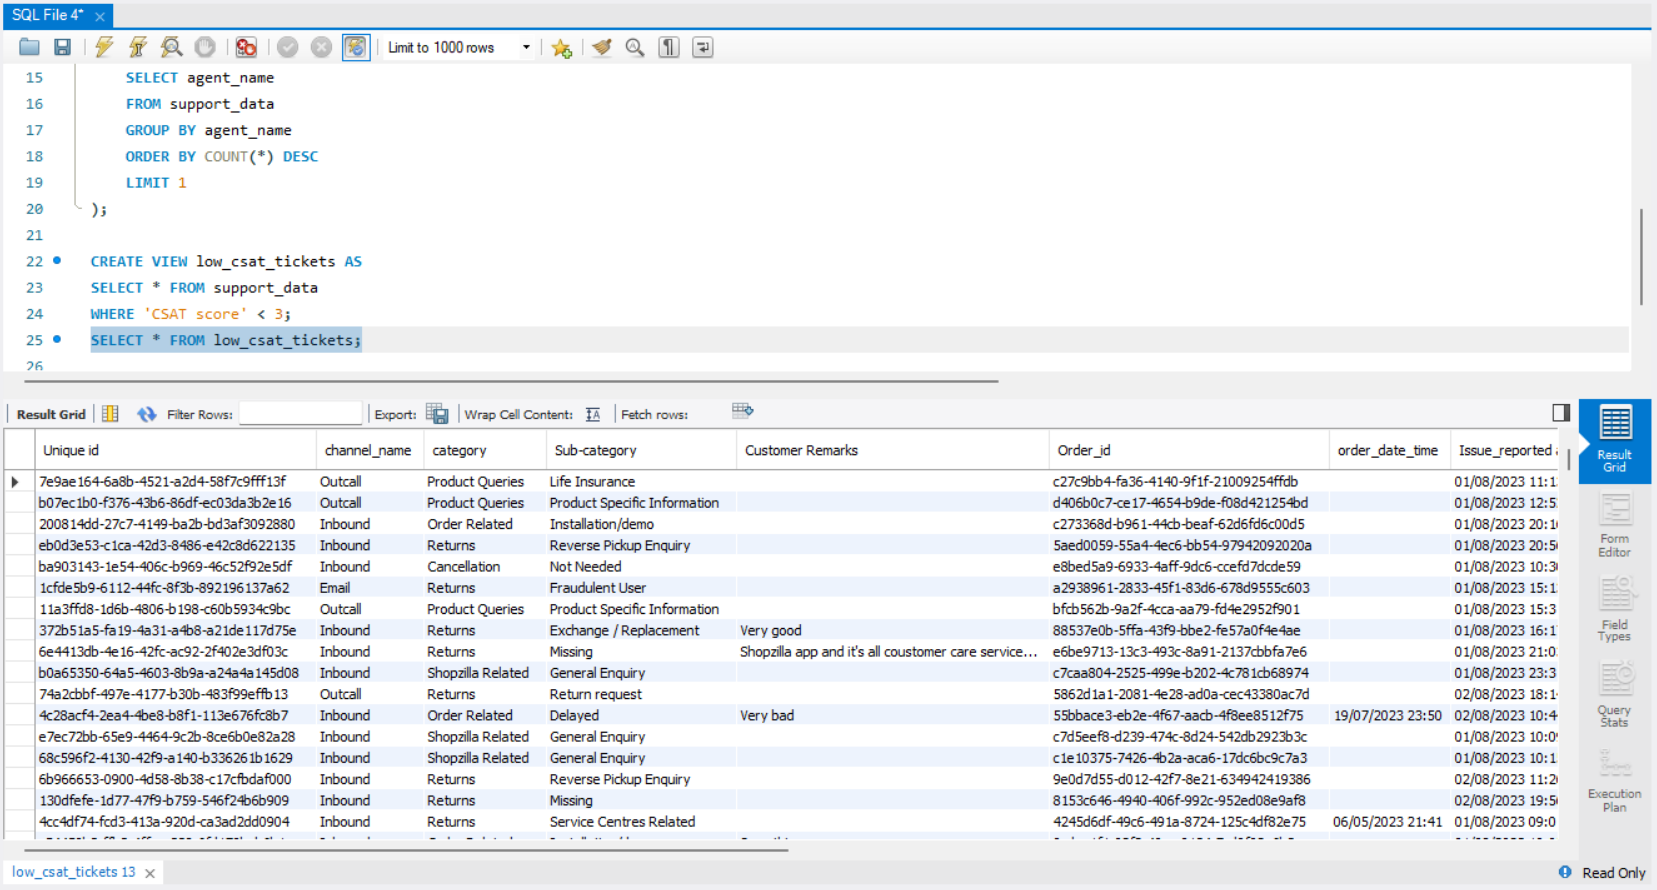 SQL File 4*
Limit to 1000 rows
15 SELECT agent_name
16 FROM support_data
17 GROUP BY agent_name
18 ORDER BY COUNT(*) DESC
19 LIMIT 1
20 );
21
22 CREATE VIEW low_csat_tickets AS
23 SELECT * FROM support_data
24 WHERE 'CSAT score' < 3;
25 SELECT * FROM low_csat_tickets;
26
Result Grid Filter Rows: Export: Wrap Cell Content: Fetch rows:
Unique id channel_name category Sub-category Customer Remarks Order_id order_date_time Issue_reported
7e9ae164-6a8b-4521-a2d4-58f7c9fff13f Outcall Product Queries Life Insurance c27c9bb4-fa36-4140-9f1f-21009254ffdb 01/08/2023 11:1
b07ec1b0-f376-43b6-86df-ec03da3b2e16 Outcall Product Queries Product Specific Information d406b0c7-ce17-4654-b9de-f08d421254bd 01/08/2023 12:5
200814dd-27c7-4149-ba2b-bd3af3092880 Inbound Order Related Installation/demo c273368d-b961-44cb-beaf-62d6fd6c00d5 01/08/2023 20:1
eb0d3e53-c1ca-42d3-8486-e42c8d622135 Inbound Returns Reverse Pickup Enquiry 5aed0059-55a4-4ec6-bb54-97942092020a 01/08/2023 20:5
ba903143-1e54-406c-b969-46c52f92e5df Inbound Cancellation Not Needed e8bed5a9-6933-4aff-9dc6-ccefd7dcde59 01/08/2023 10:3
1cfde5b9-6112-44fc-8f3b-892196137a62 Email Returns Fraudulent User a2938961-2833-45f1-83d6-678d9555c603 01/08/2023 15:1
11a3ffd8-1d6b-4806-b198-c60b5934c9bc Outcall Product Queries Product Specific Information bfcb562b-9a2f-4cca-aa79-fd4e2952f901 01/08/2023 15:3
372b51a5-fa19-4a31-a4b8-a21de117d75e Inbound Returns Exchange / Replacement Very good 88537e0b-5ffa-43f9-bbe2-fe57a0f4e4ae 01/08/2023 16:1
6e4413db-4e16-42fc-ac92-2f402e3df03c Inbound Returns Missing Shopzilla app and it's all coustomer care service... e6be9713-13c3-493c-8a91-2137cbbfa7e6 01/08/2023 21:0
b0a65350-64a5-4603-8b9a-a24a4a145d08 Inbound Shopzilla Related General Enquiry c7caa804-2525-499e-b202-4c781cb68974 01/08/2023 23:3
74a2cbbf-497e-4177-b30b-483f99effb13 Outcall Returns Return request 5862d1a1-2081-4e28-ad0a-cec43380ac7d 02/08/2023 18:1
4c28acf4-2ea4-4be8-b8f1-113e676fc8b7 Inbound Order Related Delayed Very bad 55bbace3-eb2e-4f67-aacb-4f8ee8512f75 19/07/2023 23:50 02/08/2023 10:4
e7ec72bb-65e9-4464-9c2b-8ce6b0e82a28 Inbound Shopzilla Related General Enquiry c7d5eef8-d239-474c-8d24-542db2923b3c 01/08/2023 10:0
68c596f2-4130-42f9-a140-b336261b1629 Inbound Shopzilla Related General Enquiry c1e10375-7426-4b2a-aca6-17dc6bc9c7a3 01/08/2023 10:1
6b966653-0900-4d58-8b38-c17cfbdaf000 Inbound Returns Reverse Pickup Enquiry 9e0d7d55-d012-42f7-8e21-634942419386 02/08/2023 11:2
130dfefe-1d77-47f9-b759-546f24b6b909 Inbound Returns Missing 8153c646-4940-406f-992c-952ed08e9af8 02/08/2023 19:5
4cc4df74-fcd3-413a-920d-ca3ad2dd0904 Inbound Returns Service Centres Related 4245d6df-49c6-491a-8724-125c4df82e75 06/05/2023 21:41 01/08/2023 09:0
Result
Grid
Form
Editor
Field
Types
Query
Stats
Execution
Plan
low_csat_tickets 13 Read Only